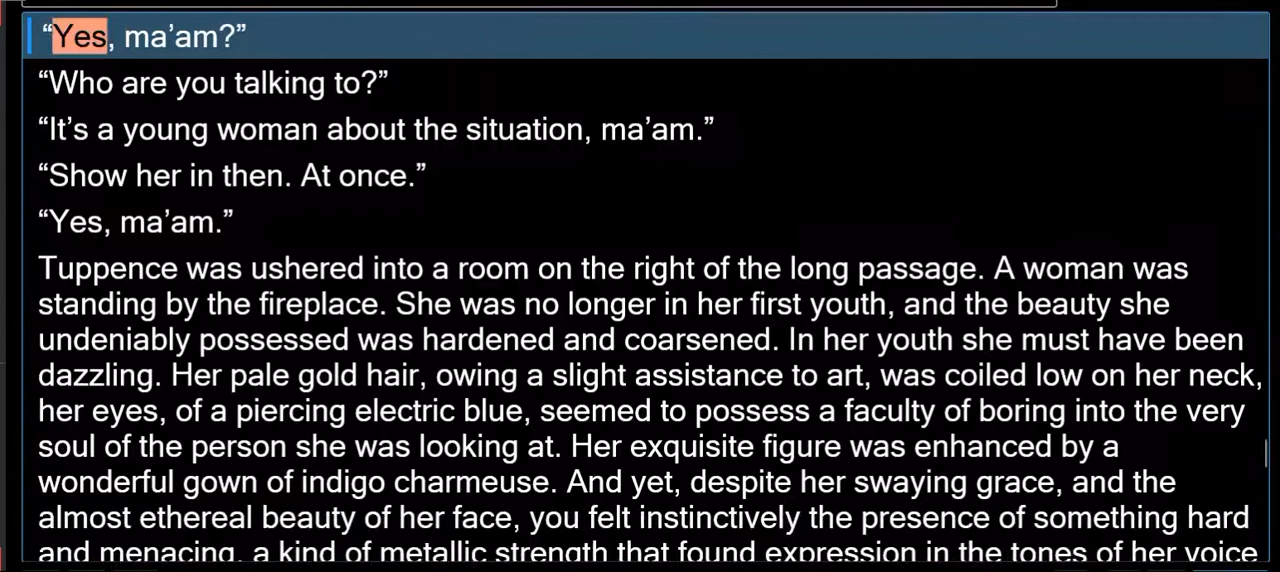 “Yes, ma’am?”
“Who are you talking to?”
“It’s a young woman about the situation, ma’am.”
“Show her in then. At once.”
“Yes, ma’am.”
Tuppence was ushered into a room on the right of the long passage. A woman was
standing by the fireplace. She was no longer in her first youth, and the beauty she
undeniably possessed was hardened and coarsened. In her youth she must have been
dazzling. Her pale gold hair, owing a slight assistance to art, was coiled low on her neck,
her eyes, of a piercing electric blue, seemed to possess a faculty of boring into the very
soul of the person she was looking at. Her exquisite figure was enhanced by a
wonderful gown of indigo charmeuse. And yet, despite her swaying grace, and the
almost ethereal beauty of her face, you felt instinctively the presence of something hard
and menacing, a kind of metallic strength that found expression in the tones of her voice